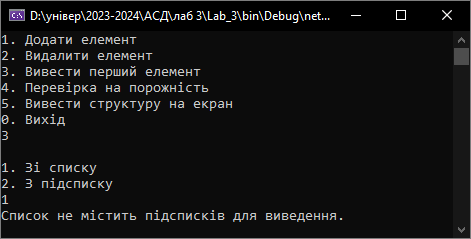 D:\універ\2023-2024\АСД\лаб 3\Lab_3\bin\Debug\net...
1. Додати елемент
2. Видалити елемент
3. Вивести перший елемент
4. Перевірка на порожність
5. Вивести структуру на екран
0. Вихід
3
1. Зі списку
2. З підсписку
1
Список не містить підсписків для виведення.